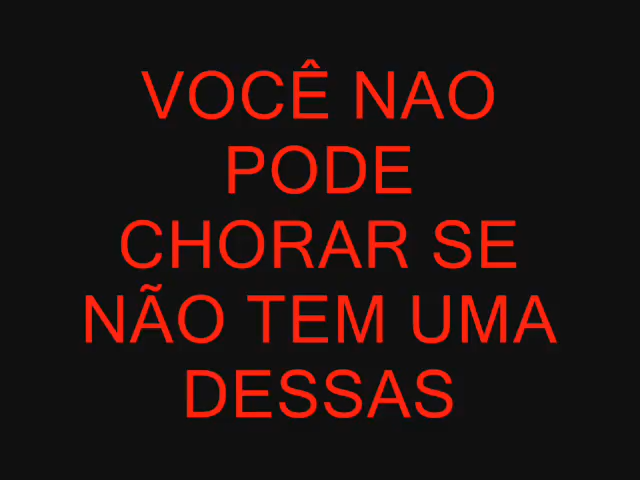 VOCÊ NAO
PODE
CHORAR SE
NÃO TEM UMA
DESSAS